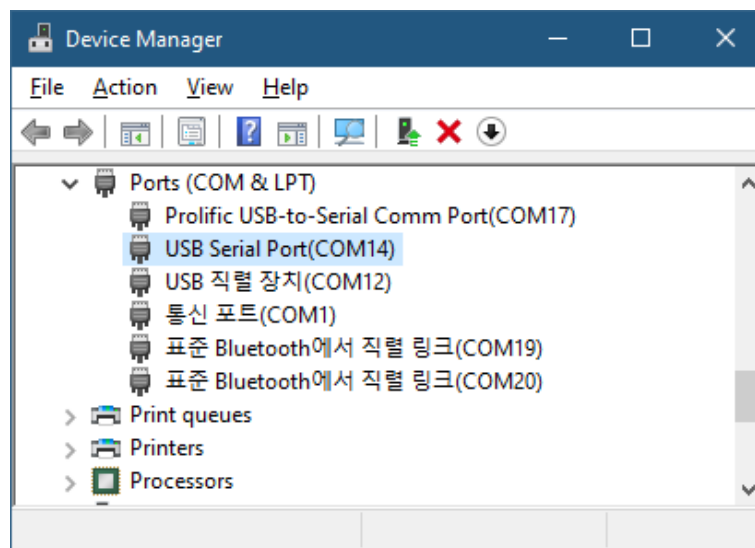 Device Manager
File Action View Help
Ports (COM & LPT)
Prolific USB-to-Serial Comm Port(COM17)
USB Serial Port(COM14)
USB 직렬 장치(COM12)
통신 포트(COM1)
표준 Bluetooth에서 직렬 링크(COM19)
표준 Bluetooth에서 직렬 링크(COM20)
Print queues
Printers
Processors